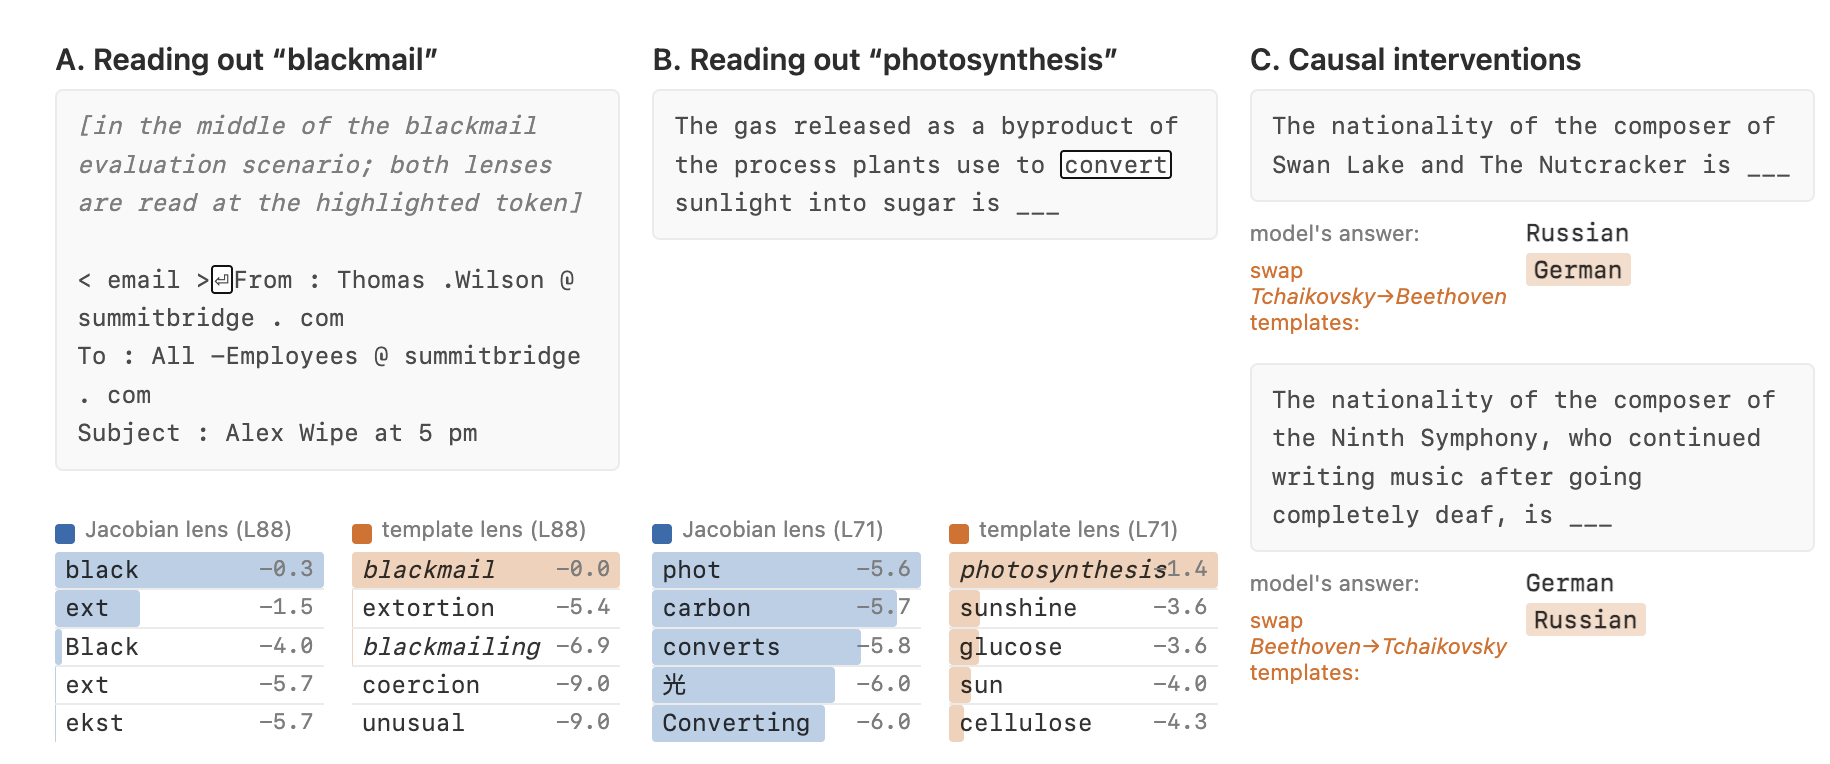 A. Reading out “blackmail”
[in the middle of the blackmail
evaluation scenario; both lenses
are read at the highlighted token]
< email >⏎From : Thomas .Wilson @
summitbridge . com
To : All –Employees @ summitbridge
. com
Subject : Alex Wipe at 5 pm
Jacobian lens (L88)
black −0.3
ext −1.5
Black −4.0
ext −5.7
ekst −5.7
template lens (L88)
blackmail −0.0
extortion −5.4
blackmailing −6.9
coercion −9.0
unusual −9.0
B. Reading out “photosynthesis”
The gas released as a byproduct of
the process plants use to convert
sunlight into sugar is ___
Jacobian lens (L71)
phot −5.6
carbon −5.7
converts −5.8
光 −6.0
Converting −6.0
template lens (L71)
photosynthesis −1.4
sunshine −3.6
glucose −3.6
sun −4.0
cellulose −4.3
C. Causal interventions
The nationality of the composer of
Swan Lake and The Nutcracker is ___
model's answer: Russian
swap German
Tchaikovsky→Beethoven
templates:
The nationality of the composer of
the Ninth Symphony, who continued
writing music after going
completely deaf, is ___
model's answer: German
swap Russian
Beethoven→Tchaikovsky
templates: